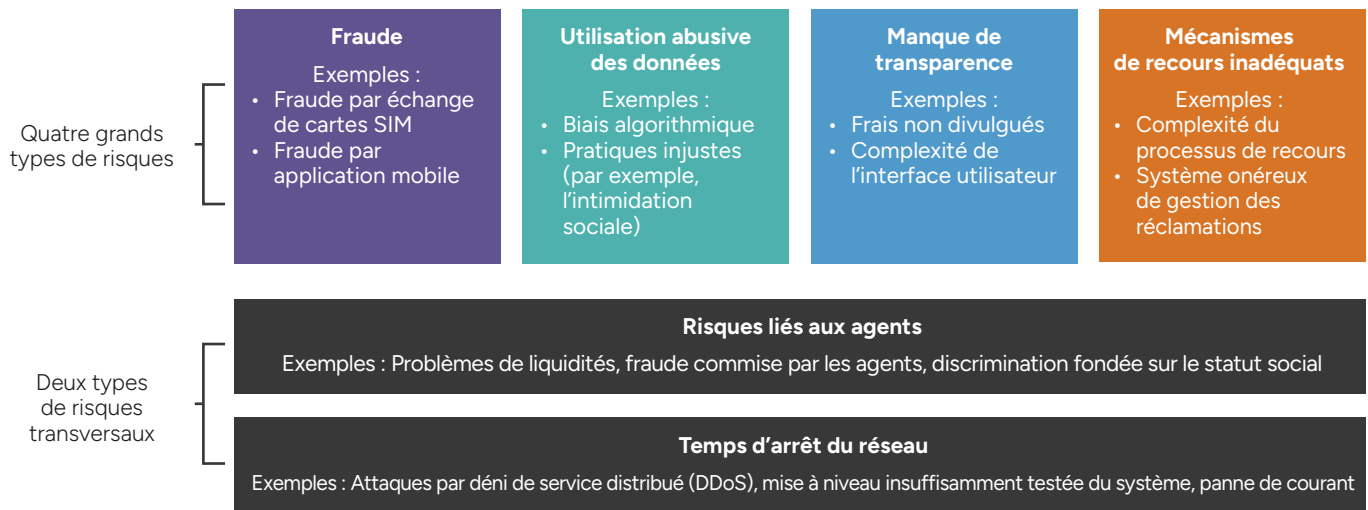 Quatre grands
types de risques
Fraude
Exemples :
• Fraude par échange
de cartes SIM
• Fraude par
application mobile
Utilisation abusive
des données
Exemples :
• Biais algorithmique
• Pratiques injustes
(par exemple,
l’intimidation
sociale)
Manque de
transparence
Exemples :
• Frais non divulgués
• Complexité de
l’interface utilisateur
Mécanismes
de recours inadéquats
Exemples :
• Complexité du
processus de recours
• Système onéreux
de gestion des
réclamations
Deux types
de risques
transversaux
Risques liés aux agents
Exemples : Problèmes de liquidités, fraude commise par les agents, discrimination fondée sur le statut social
Temps d’arrêt du réseau
Exemples : Attaques par déni de service distribué (DDoS), mise à niveau insuffisamment testée du système, panne de courant